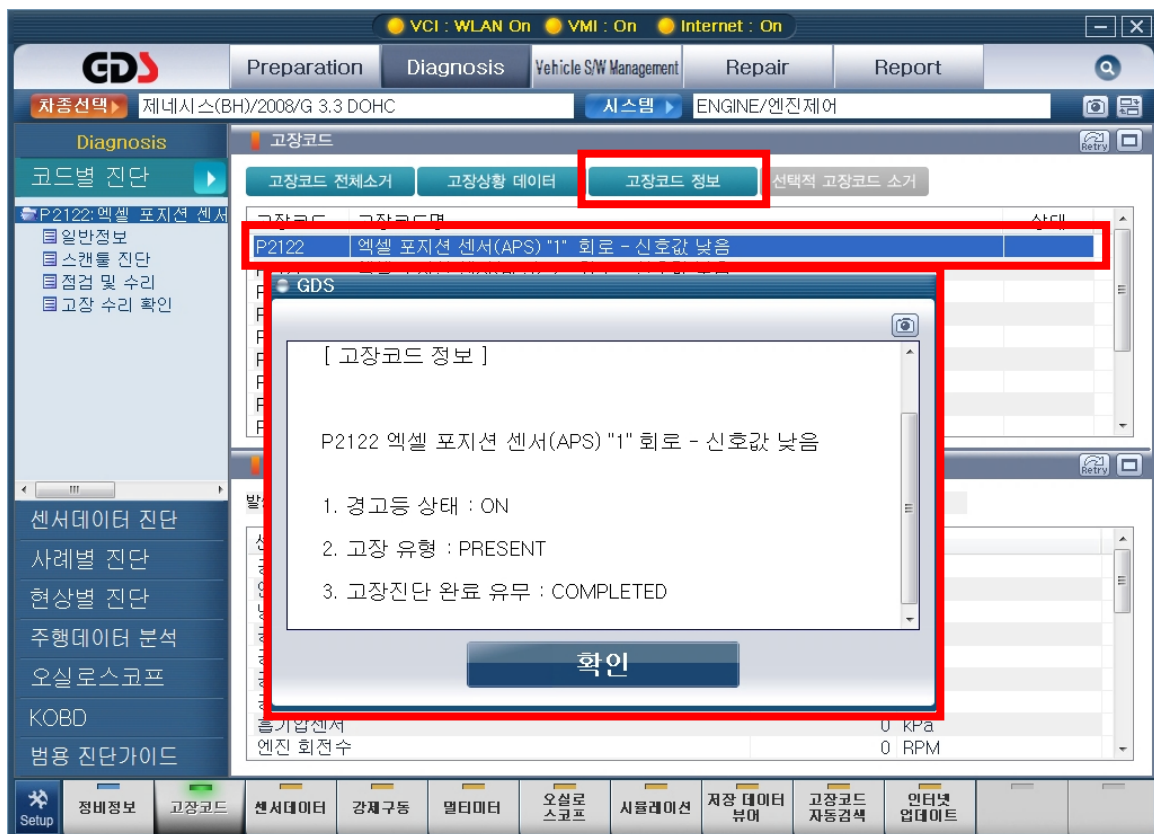 VCI : WLAN On VMI : On Internet : On
GDS Preparation Diagnosis Vehicle S/W Management Repair Report
차종선택 제네시스(BH)/2008/G 3.3 DOHC 시스템 ENGINE/엔진제어
Diagnosis
코드별 진단
P2122:엑셀 포지션 센서
일반정보
스캔툴 진단
점검 및 수리
고장 수리 확인
센서데이터 진단
사례별 진단
현상별 진단
주행데이터 분석
오실로스코프
KOBD
범용 진단가이드
고장코드
Retry
고장코드 전체소거 고장상황 데이터 고장코드 정보 선택적 고장코드 소거
고장코드 고장코드명 상태
P2122 엑셀 포지션 센서(APS) "1" 회로 - 신호값 낮음
GDS
[ 고장코드 정보 ]
P2122 엑셀 포지션 센서(APS) "1" 회로 - 신호값 낮음
1. 경고등 상태 : ON
2. 고장 유형 : PRESENT
3. 고장진단 완료 유무 : COMPLETED
확인
Retry
흡기압센서 0 kPa
엔진 회전수 0 RPM
Setup 정비정보 고장코드 센서데이터 강제구동 멀티미터 오실로스코프 시뮬레이션 저장 데이터 뷰어 고장코드 자동검색 인터넷 업데이트